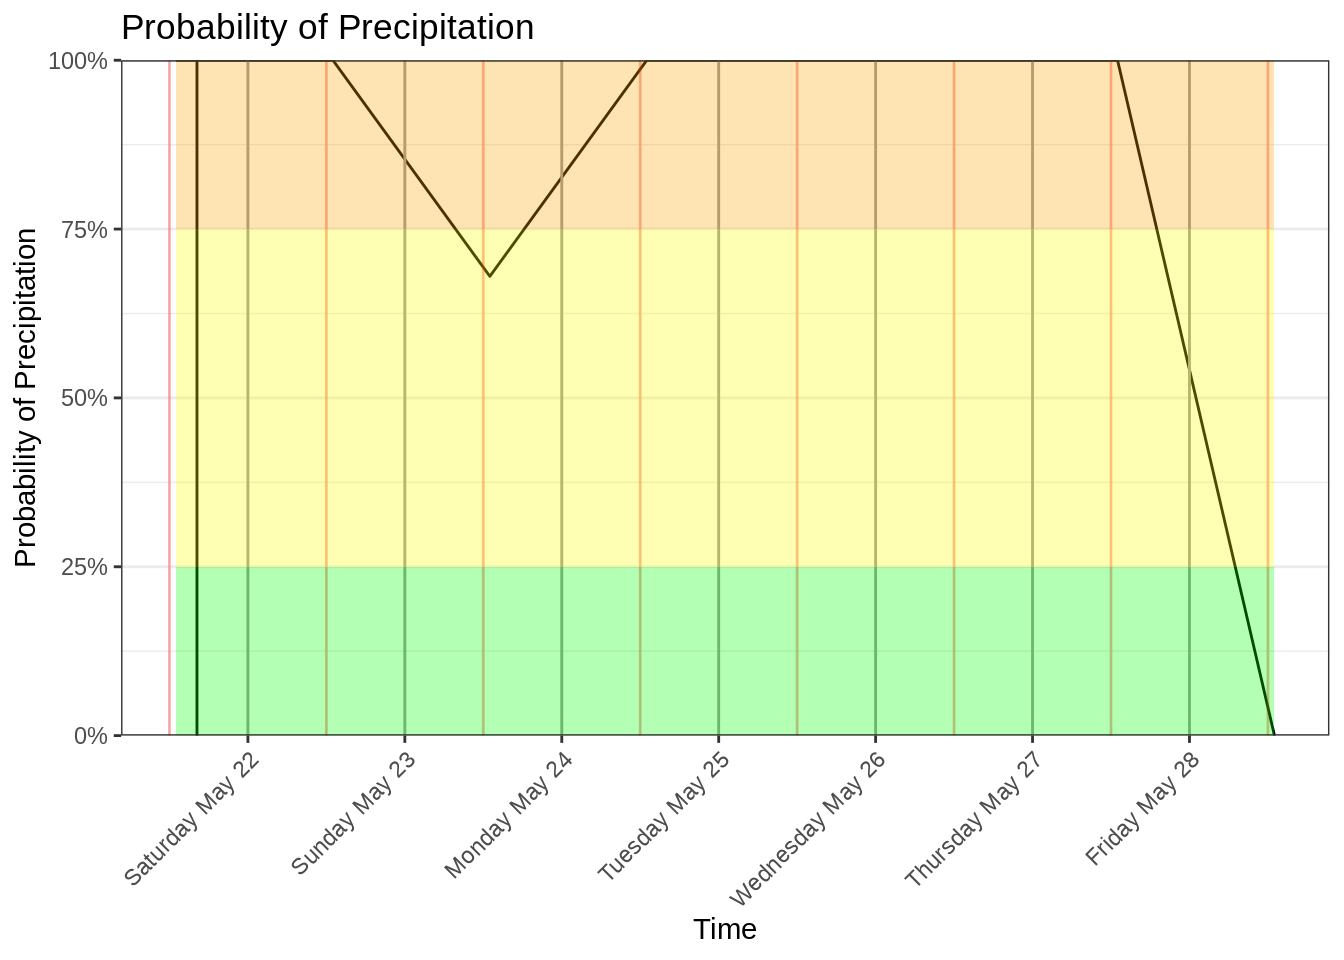 Probability of Precipitation
Probability of Precipitation
100%
75%
50%
25%
0%
Saturday May 22
Sunday May 23
Monday May 24
Tuesday May 25
Wednesday May 26
Thursday May 27
Friday May 28
Time